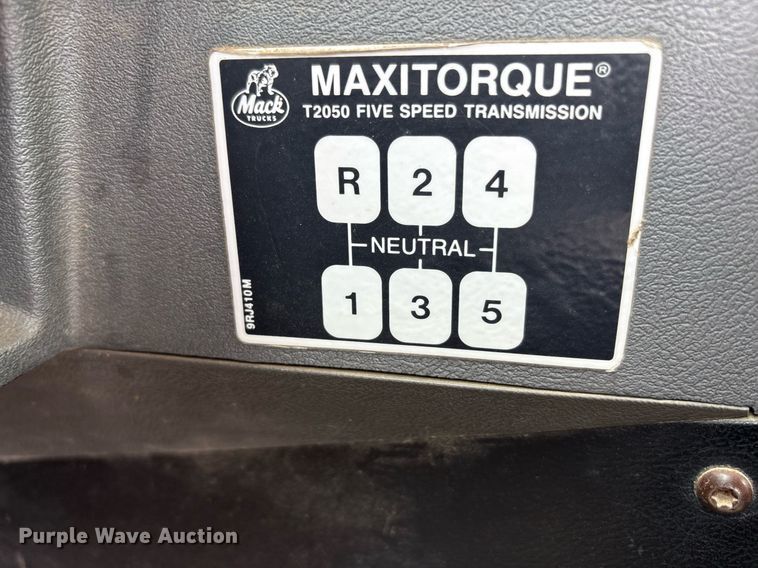 Mack
TRUCKS
MAXITORQUE®
T2050 FIVE SPEED TRANSMISSION
R 2 4
NEUTRAL
1 3 5
9RJ410M
Purple Wave Auction